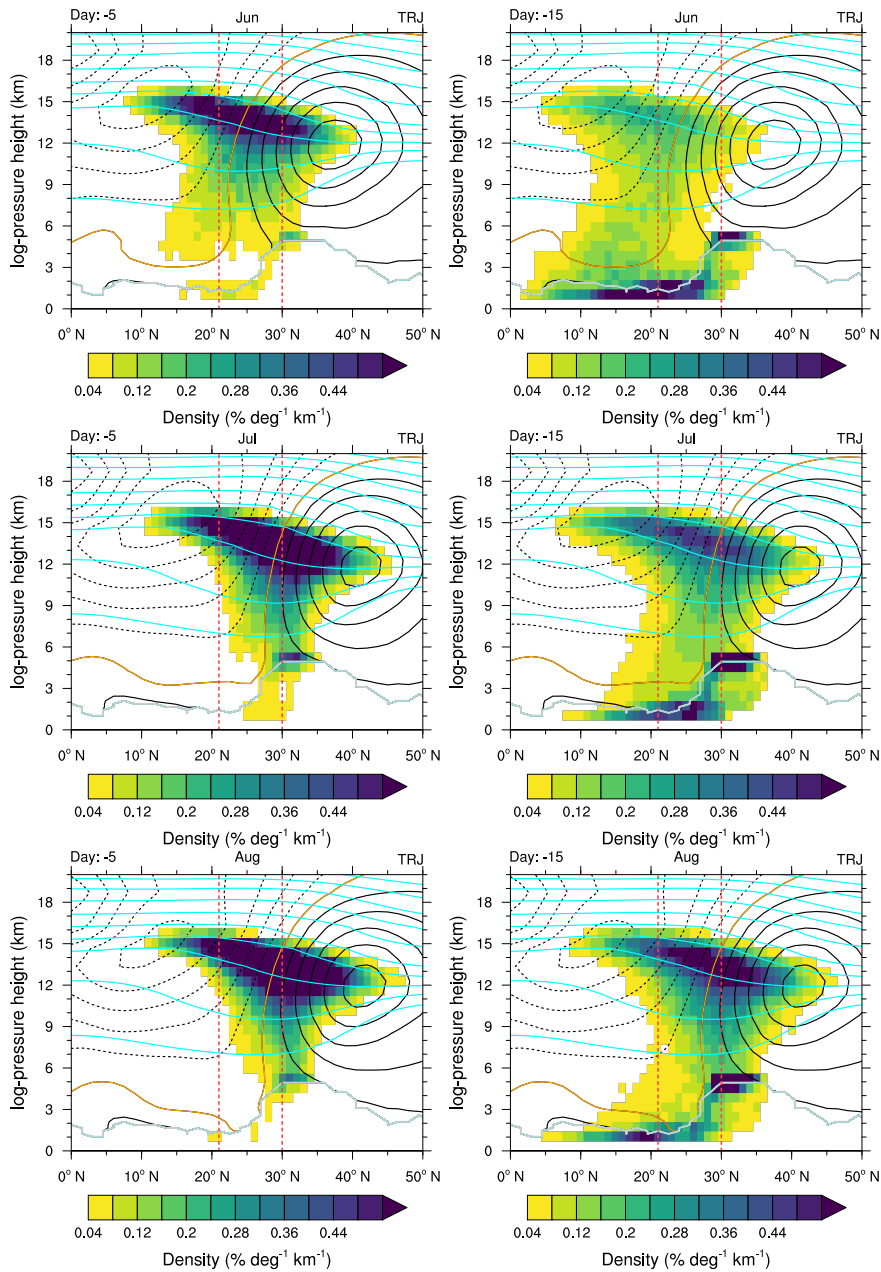 Day: -5 Jun TRJ
Day: -15 Jun TRJ
log-pressure height (km)
18
15
12
9
6
3
0
0° N 10° N 20° N 30° N 40° N 50° N
0.04 0.12 0.2 0.28 0.36 0.44
Density (% deg⁻¹ km⁻¹)
log-pressure height (km)
18
15
12
9
6
3
0
0° N 10° N 20° N 30° N 40° N 50° N
0.04 0.12 0.2 0.28 0.36 0.44
Density (% deg⁻¹ km⁻¹)
Day: -5 Jul TRJ
Day: -15 Jul TRJ
log-pressure height (km)
18
15
12
9
6
3
0
0° N 10° N 20° N 30° N 40° N 50° N
0.04 0.12 0.2 0.28 0.36 0.44
Density (% deg⁻¹ km⁻¹)
log-pressure height (km)
18
15
12
9
6
3
0
0° N 10° N 20° N 30° N 40° N 50° N
0.04 0.12 0.2 0.28 0.36 0.44
Density (% deg⁻¹ km⁻¹)
Day: -5 Aug TRJ
Day: -15 Aug TRJ
log-pressure height (km)
18
15
12
9
6
3
0
0° N 10° N 20° N 30° N 40° N 50° N
0.04 0.12 0.2 0.28 0.36 0.44
Density (% deg⁻¹ km⁻¹)
log-pressure height (km)
18
15
12
9
6
3
0
0° N 10° N 20° N 30° N 40° N 50° N
0.04 0.12 0.2 0.28 0.36 0.44
Density (% deg⁻¹ km⁻¹)